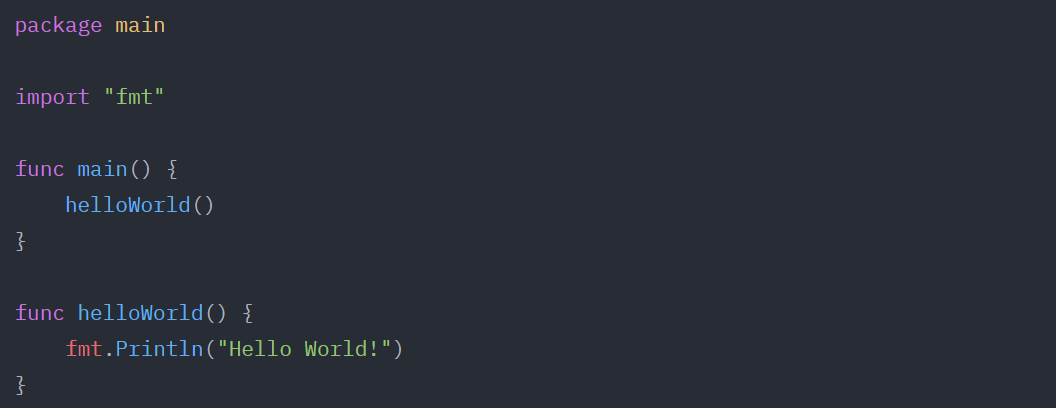 package main
import "fmt"
func main() {
    helloWorld()
}
func helloWorld() {
    fmt.Println("Hello World!")
}